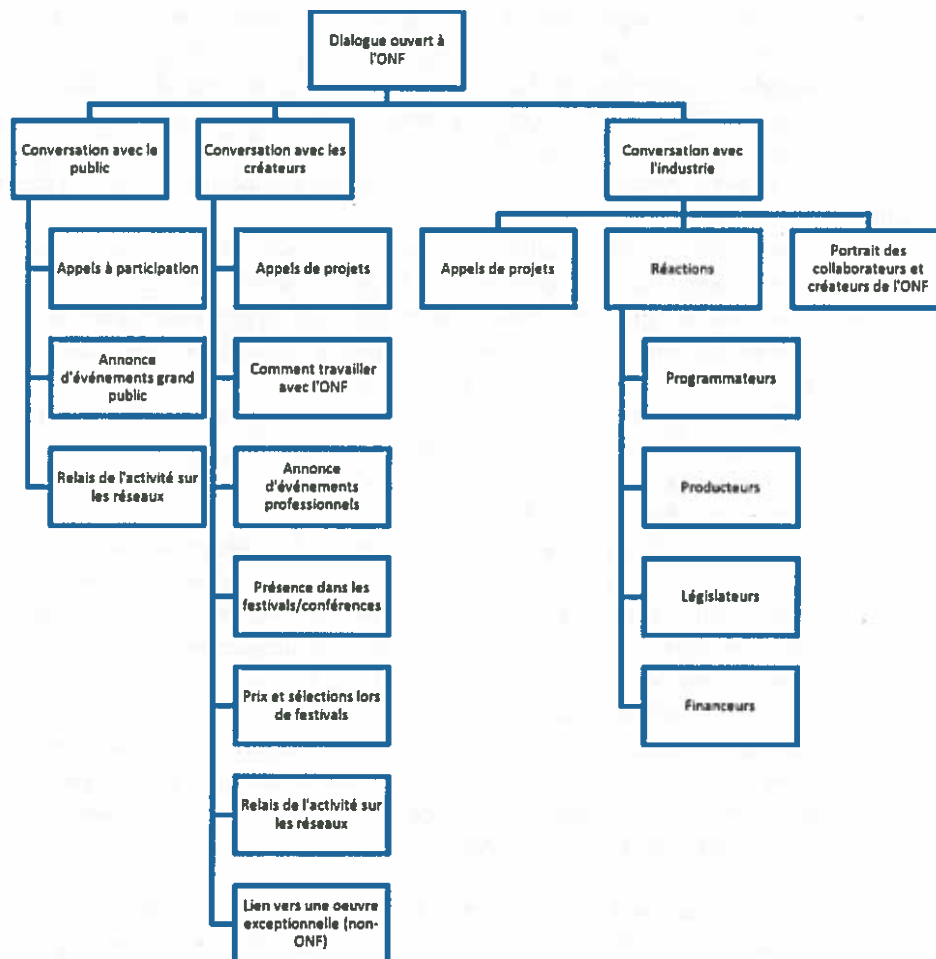 Dialogue ouvert à
l'ONF
Conversation avec le
public
Appels à participation
Annonce
d'événements grand
public
Relais de l'activité sur
les réseaux
Conversation avec les
créateurs
Appels de projets
Comment travailler
avec l'ONF
Annonce
d'événements
professionnels
Présence dans les
festivals/conférences
Prix et sélections lors
de festivals
Relais de l'activité sur
les réseaux
Lien vers une oeuvre
exceptionnelle (non-
ONF)
Conversation avec
l'industrie
Appels de projets
Réactions
Programmateurs
Producteurs
Législateurs
Financeurs
Portrait des
collaborateurs et
créateurs de l'ONF